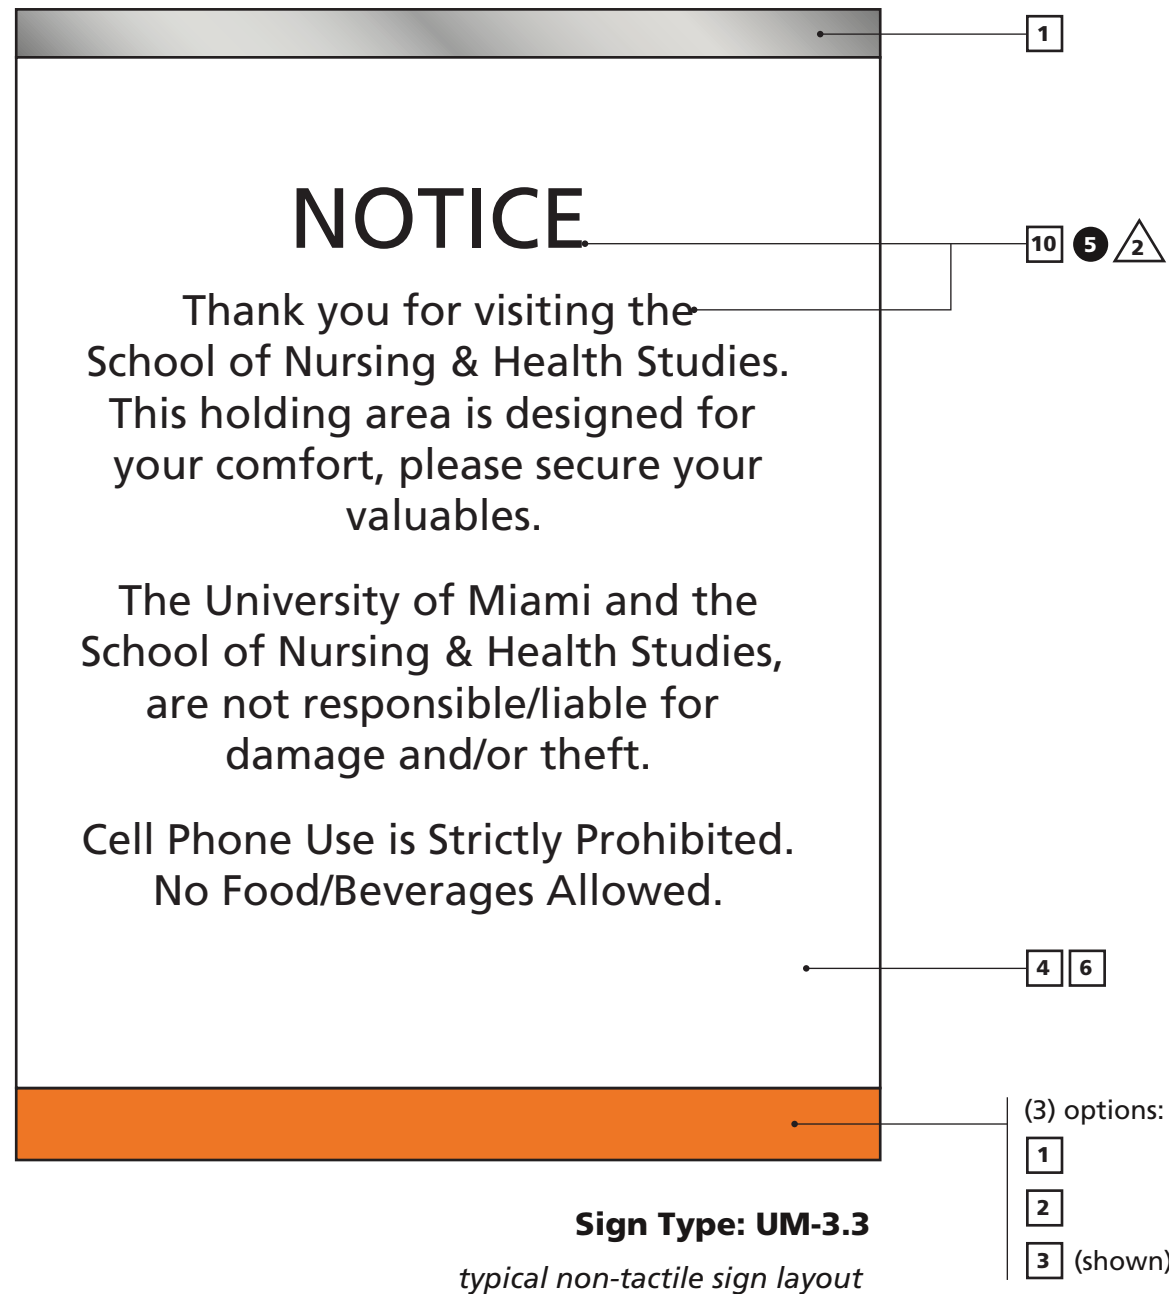 1
NOTICE
10 5 2
Thank you for visiting the
School of Nursing & Health Studies.
This holding area is designed for
your comfort, please secure your
valuables.
The University of Miami and the
School of Nursing & Health Studies,
are not responsible/liable for
damage and/or theft.
Cell Phone Use is Strictly Prohibited.
No Food/Beverages Allowed.
4 6
(3) options:
1
2
3 (shown)
Sign Type: UM-3.3
typical non-tactile sign layout